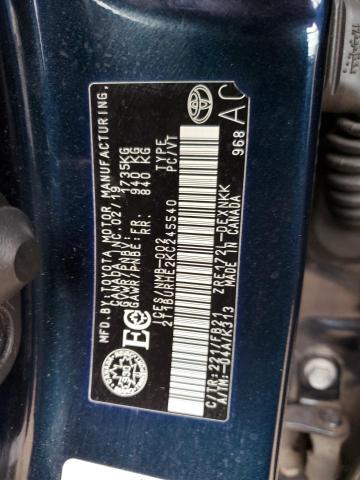 MFD.BY:TOYOTA MOTOR MANUFACTURING.
CANADA INC. 02/19
GVWR/PNBV: 1735KG
GAWR/PNBE: FR. 940 KG
RR. 840 KG
ICES/NMB-002 TYPE
2T1BURHE2KC245540 PC/VT
C/TR:221/FB21 ZRE172L-DEXNKK
A/TM:-04A/K313 MADE IN CANADA
968
AC